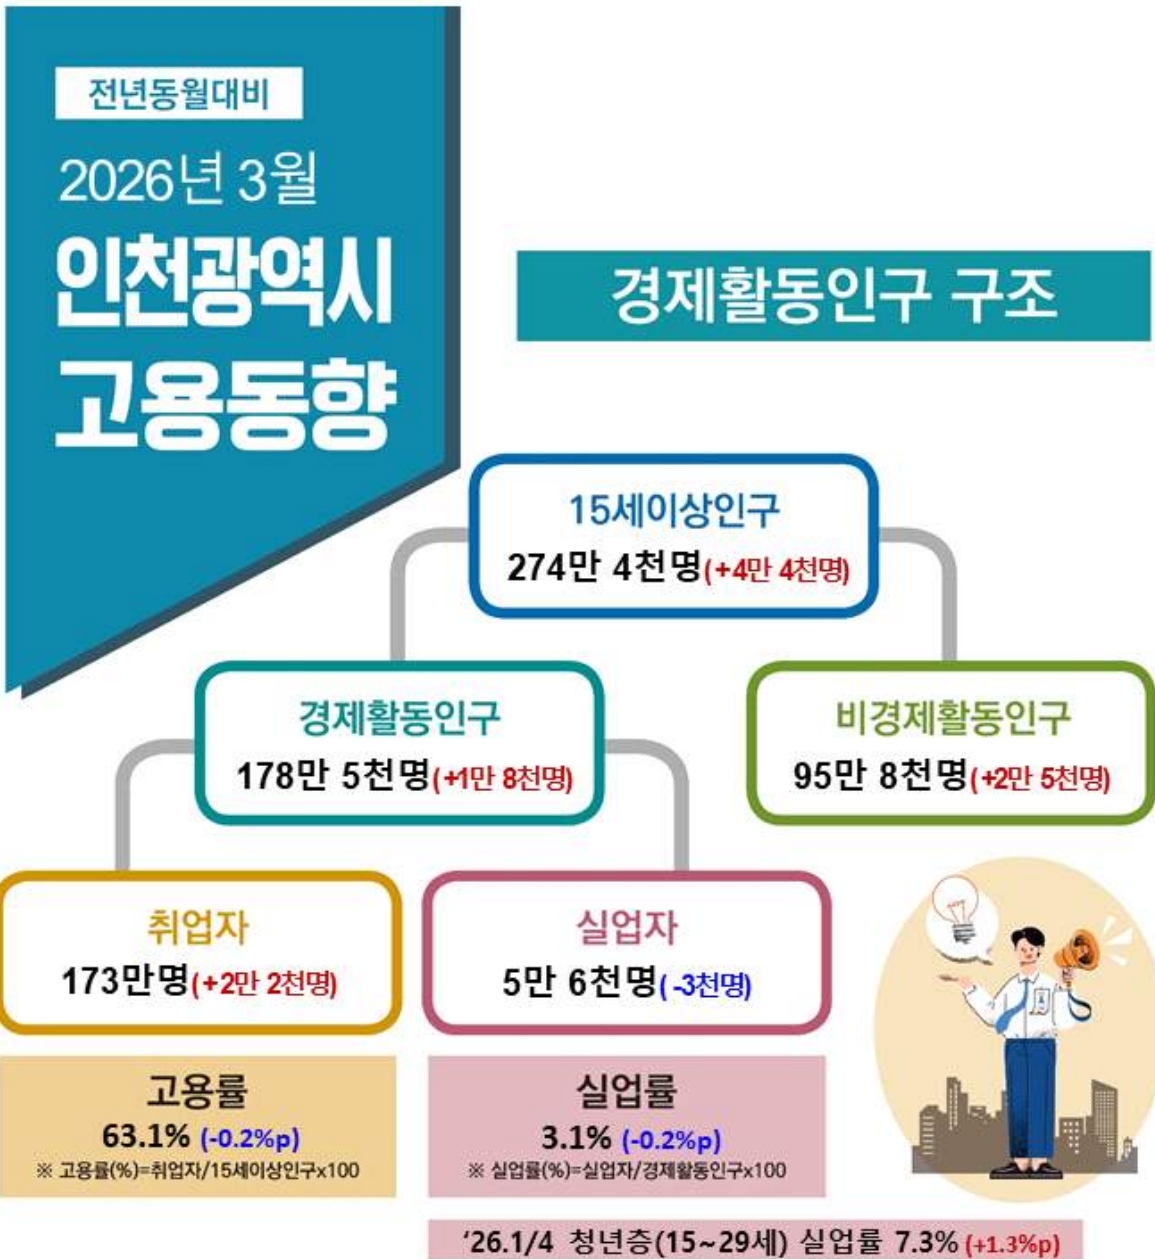 전년동월대비
2026년 3월
인천광역시
고용동향
경제활동인구 구조
15세이상인구
274만 4천명(+4만 4천명)
경제활동인구
178만 5천명(+1만 8천명)
비경제활동인구
95만 8천명(+2만 5천명)
취업자
173만명(+2만 2천명)
실업자
5만 6천명( -3천명)
고용률
63.1% (-0.2%p)
※ 고용률(%)=취업자/15세이상인구x100
실업률
3.1% (-0.2%p)
※ 실업률(%)=실업자/경제활동인구x100
‘26.1/4 청년층(15~29세) 실업률 7.3% (+1.3%p)